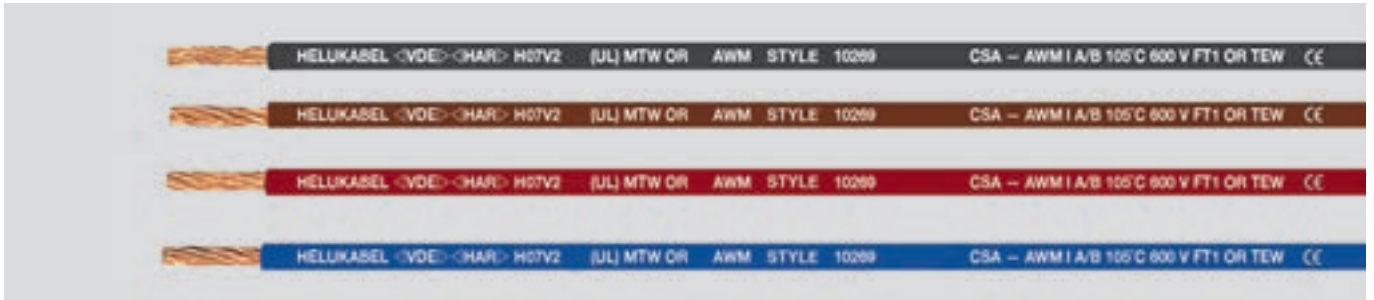 HELUKABEL <VDE> <HAR> H07V2 (UL) MTW OR AWM STYLE 10269 CSA – AWM I A/B 105°C 600 V FT1 OR TEW CE
HELUKABEL <VDE> <HAR> H07V2 (UL) MTW OR AWM STYLE 10269 CSA – AWM I A/B 105°C 600 V FT1 OR TEW CE
HELUKABEL <VDE> <HAR> H07V2 (UL) MTW OR AWM STYLE 10269 CSA – AWM I A/B 105°C 600 V FT1 OR TEW CE
HELUKABEL <VDE> <HAR> H07V2 (UL) MTW OR AWM STYLE 10269 CSA – AWM I A/B 105°C 600 V FT1 OR TEW CE